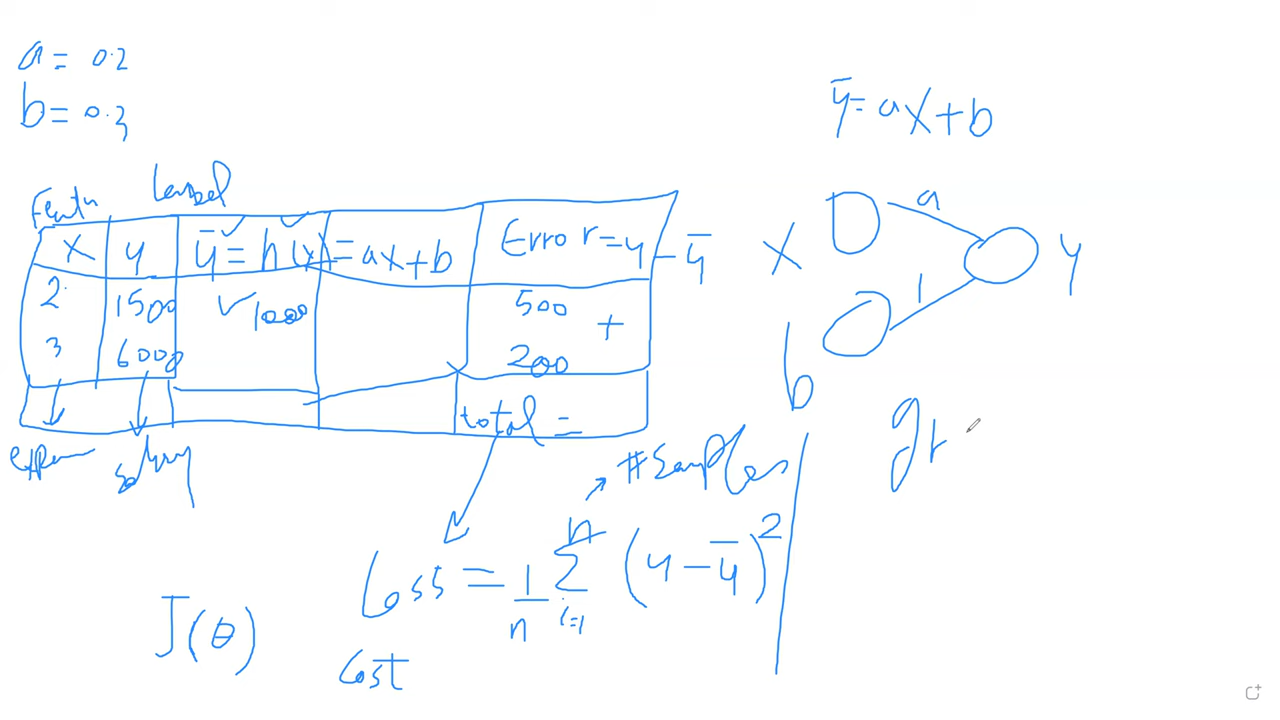 a = 0.2
b = 0.3
ȳ = ax + b
Label
x y ȳ = h(x) = ax + b Error = y - ȳ
2 1500 ✓1000 500 +
3 6000 200
total =
x a y
1
b
#Samples
gr
Loss = 1/n n Σ i=1 (y - ȳ)²
J(θ)
Cost